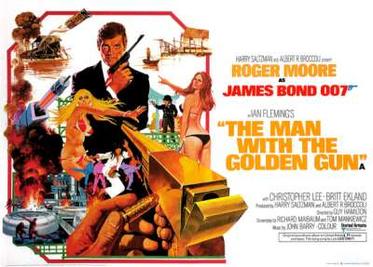 HARRY SALTZMAN and ALBERT R. BROCCOLI present
ROGER MOORE
AS
JAMES BOND 007
IN
IAN FLEMING'S
"THE MAN
WITH THE
GOLDEN GUN"
A
with CHRISTOPHER LEE · BRITT EKLAND
Produced by HARRY SALTZMAN and ALBERT R. BROCCOLI
Directed by GUY HAMILTON
Screenplay by RICHARD MAIBAUM and TOM MANKIEWICZ
Music by JOHN BARRY · COLOUR
United Artists